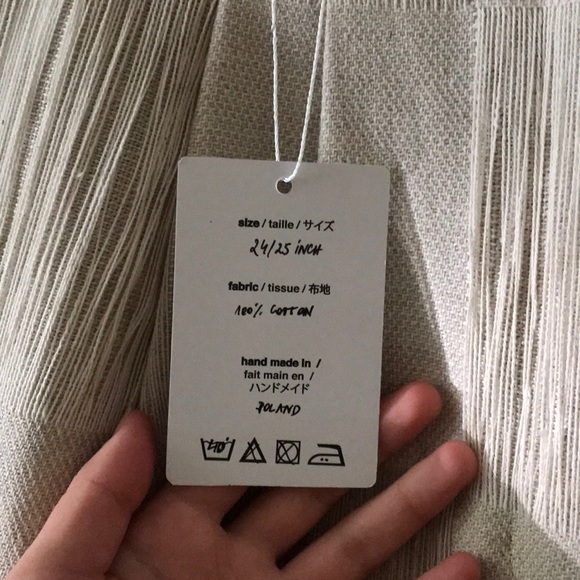 size / taille / サイズ
24/25 inch
fabric / tissue / 布地
100% COTTON
hand made in /
fait main en /
ハンドメイド
POLAND
40°